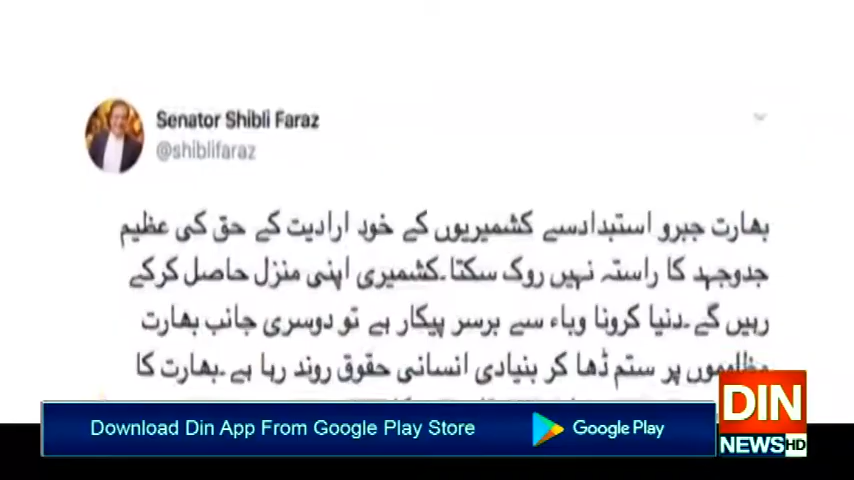 Senator Shibli Faraz
@shiblifaraz
بھارت جبرو استبدادسے کشمیریوں کے خود ارادیت کے حق کی عظیم
جدوجہد کا راستہ نہیں روک سکتا۔کشمیری اپنی منزل حاصل کرکے
رہیں گے۔دنیا کرونا وباء سے برسر پیکار ہے تو دوسری جانب بھارت
مظلوموں پر ستم ڈھا کر بنیادی انسانی حقوق روند رہا ہے۔بھارت کا
Download Din App From Google Play Store
Google Play
DIN
NEWS HD